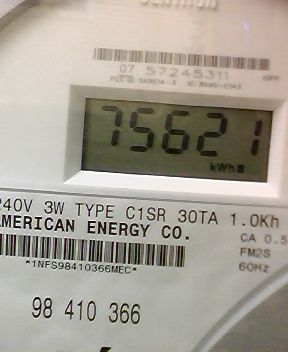 07 57245311
75621
kWh
240V 3W TYPE C1SR 30TA 1.0Kh
AMERICAN ENERGY CO.
CA 0.5
*1NFS98410366MEC*
FM2S
60Hz
98 410 366